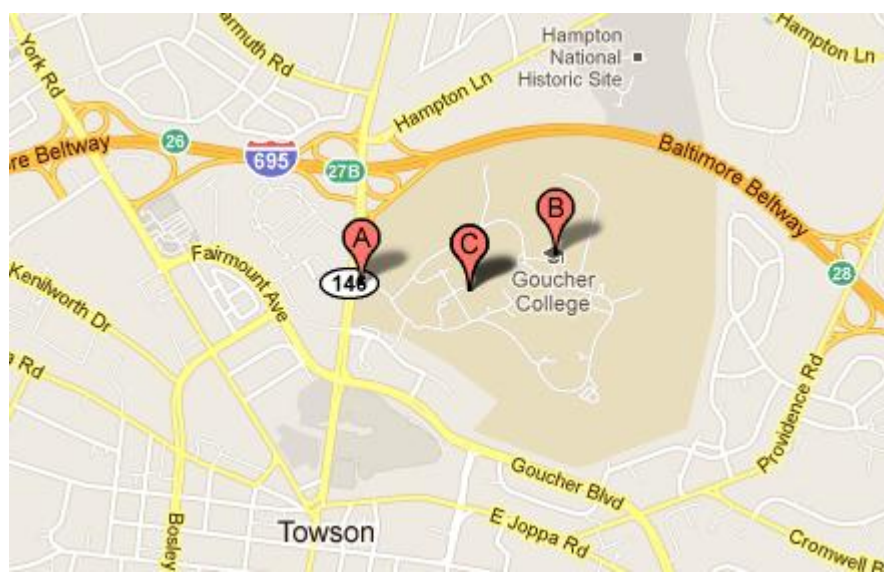 York Rd
armuth Rd
Hampton Ln
Hampton
National
Historic Site
Hampton Ln
re Beltway
26
695
27B
Baltimore Beltway
A
B
C
146
Goucher
College
28
Fairmount Ave
Kenilworth Dr
a Rd
Providence Rd
Goucher Blvd
Bosley
Towson
E Joppa Rd
Cromwell B